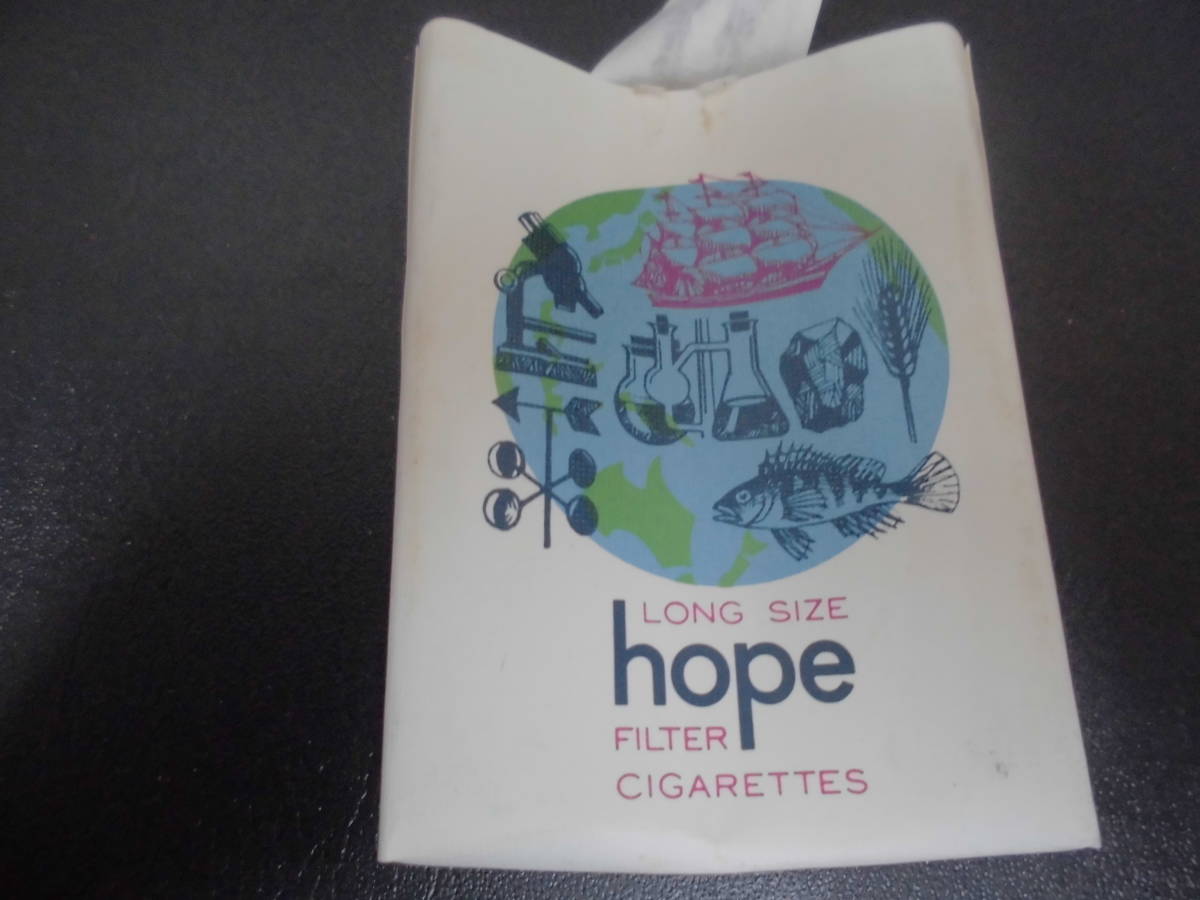 LONG SIZE
hope
FILTER
CIGARETTES